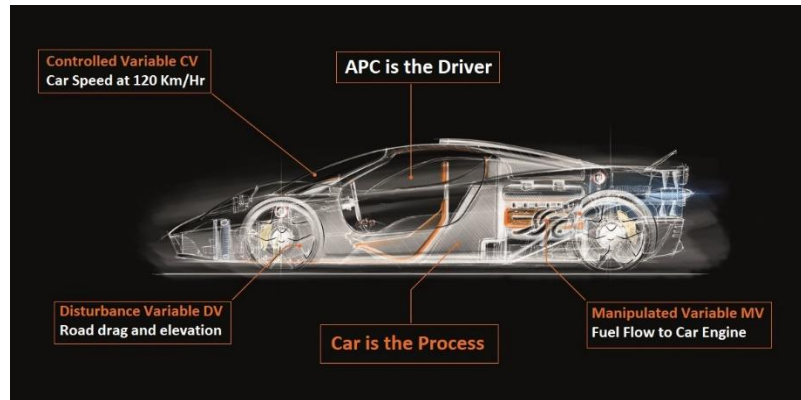 Controlled Variable CV
Car Speed at 120 Km/Hr
APC is the Driver
Disturbance Variable DV
Road drag and elevation
Car is the Process
Manipulated Variable MV
Fuel Flow to Car Engine